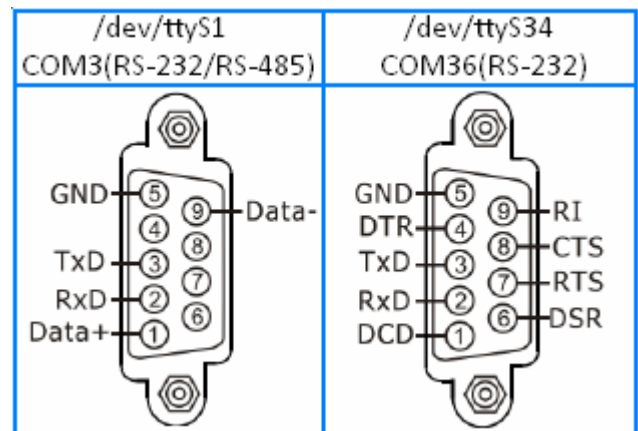 /dev/ttyS1
COM3(RS-232/RS-485)
GND 5
9 Data-
4
8
TxD 3
7
RxD 2
6
Data+ 1
/dev/ttyS34
COM36(RS-232)
GND 5
9 RI
DTR 4
8 CTS
TxD 3
7 RTS
RxD 2
6 DSR
DCD 1